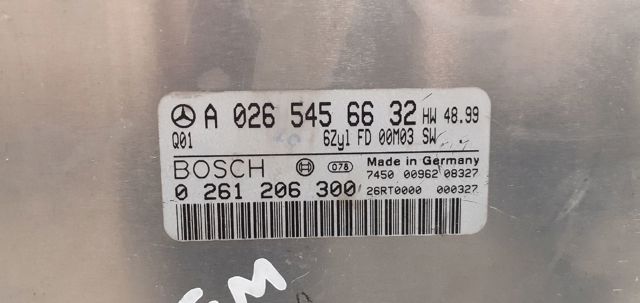 A 026 545 66 32 HW 48.99
Q01 6Zyl FD 00M03 SW
BOSCH 078 Made in Germany
7450 00962 08327
0 261 206 300 26RT0000 000327